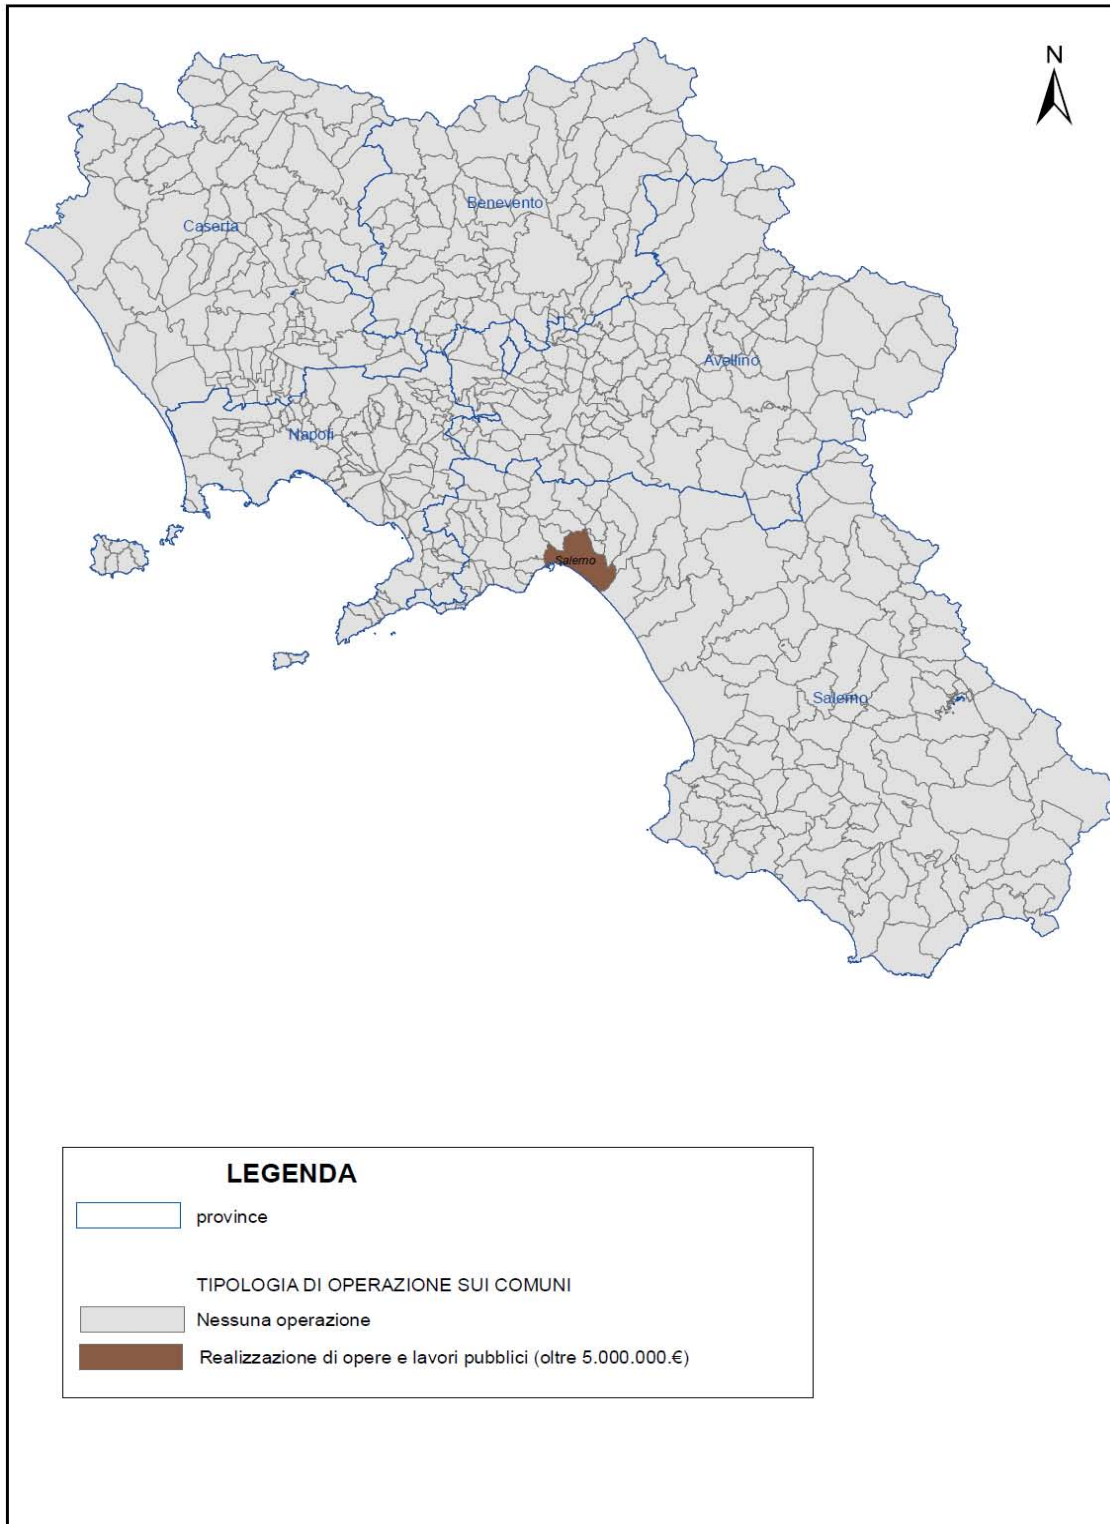 N
Benevento
Caserta
Avellino
Napoli
Salerno
Salerno
LEGENDA
province
TIPOLOGIA DI OPERAZIONE SUI COMUNI
Nessuna operazione
Realizzazione di opere e lavori pubblici (oltre 5.000.000.€)